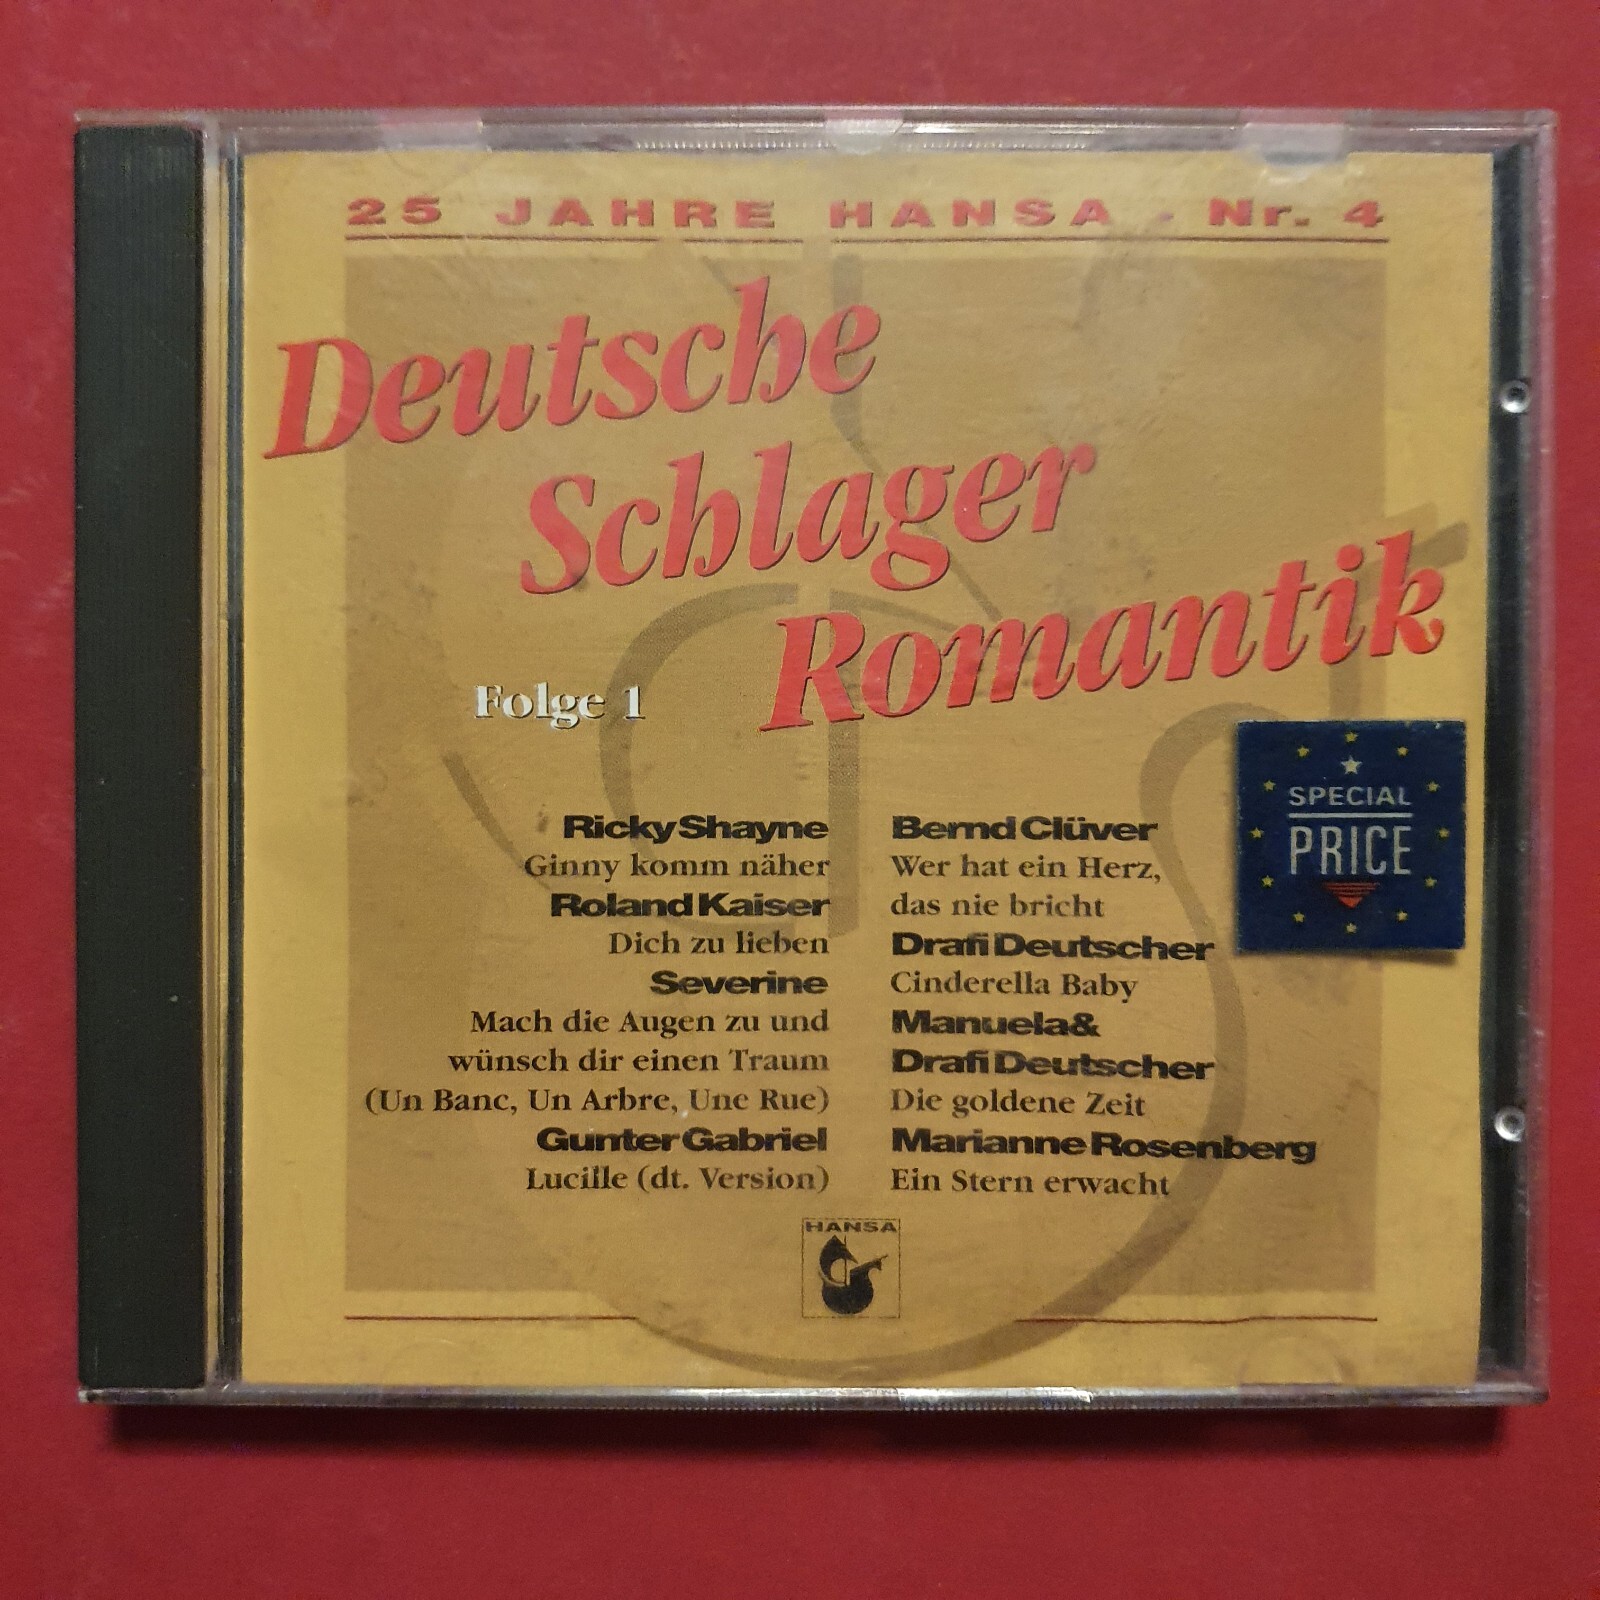 25 JAHRE HANSA - Nr. 4
Deutsche
Schlager
Romantik
Folge 1
Ricky Shayne
Ginny komm näher
Roland Kaiser
Dich zu lieben
Severine
Mach die Augen zu und
wünsch dir einen Traum
(Un Banc, Un Arbre, Une Rue)
Gunter Gabriel
Lucille (dt. Version)
Bernd Clüver
Wer hat ein Herz,
das nie bricht
Drafi Deutscher
Cinderella Baby
Manuela &
Drafi Deutscher
Die goldene Zeit
Marianne Rosenberg
Ein Stern erwacht
SPECIAL
PRICE
HANSA